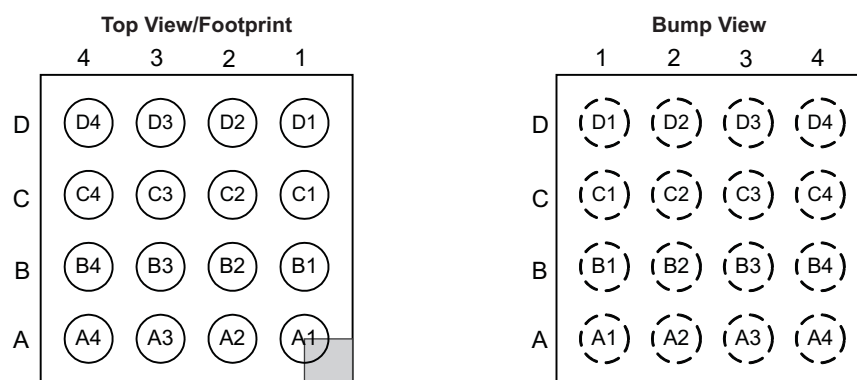 Top View/Footprint
4 3 2 1
D D4 D3 D2 D1
C C4 C3 C2 C1
B B4 B3 B2 B1
A A4 A3 A2 A1
Bump View
1 2 3 4
D D1 D2 D3 D4
C C1 C2 C3 C4
B B1 B2 B3 B4
A A1 A2 A3 A4